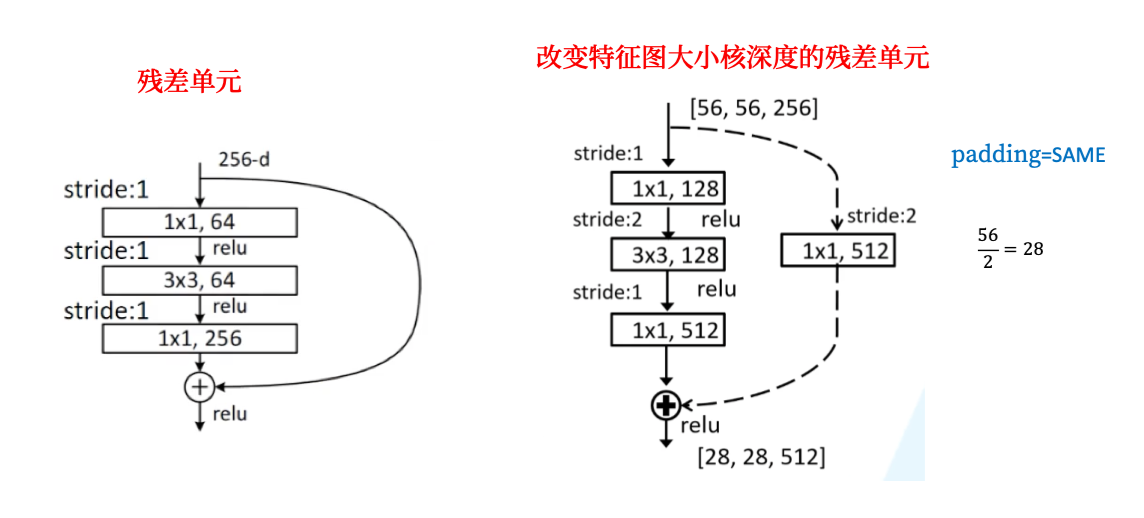 残差单元
256-d
stride:1
1x1, 64
relu
stride:1
3x3, 64
relu
stride:1
1x1, 256
relu
改变特征图大小核深度的残差单元
[56, 56, 256]
stride:1
1x1, 128
relu
stride:2
3x3, 128
relu
stride:1
1x1, 512
stride:2
1x1, 512
relu
[28, 28, 512]
padding=SAME
56/2 = 28